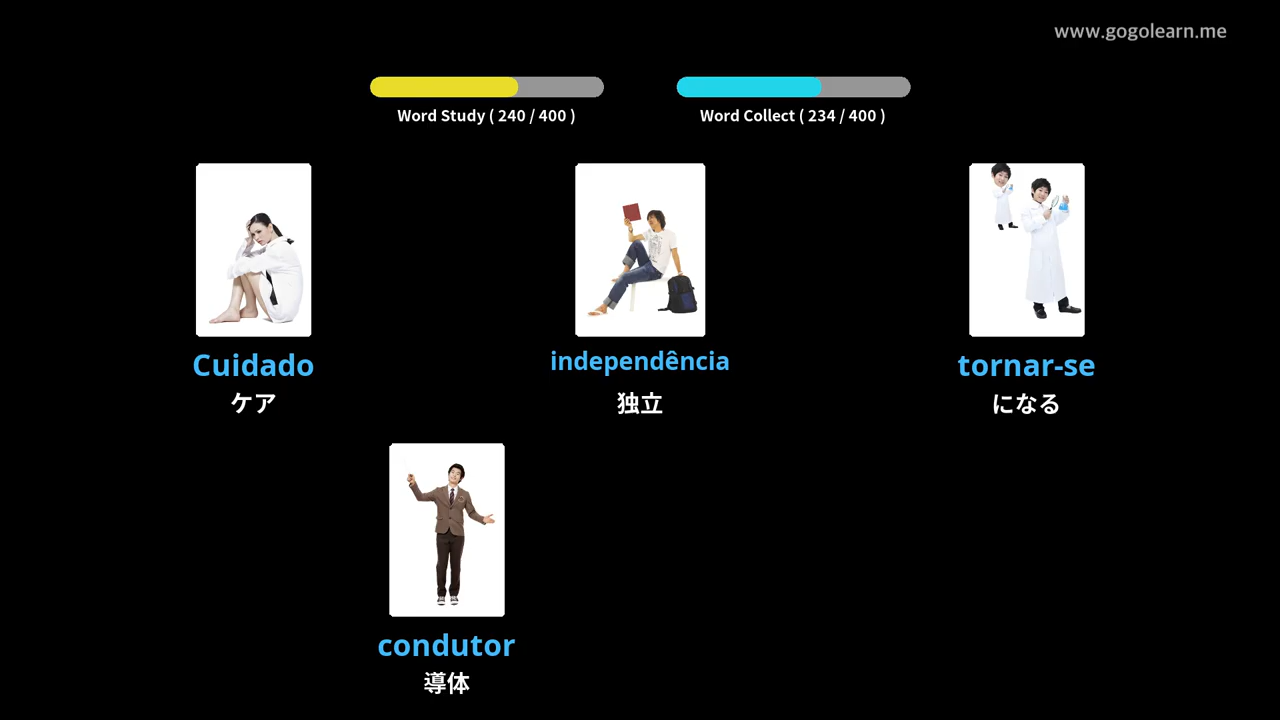 www.gogolearn.me
Word Study ( 240 / 400 )
Word Collect ( 234 / 400 )
Cuidado
ケア
independência
独立
tornar-se
になる
condutor
導体